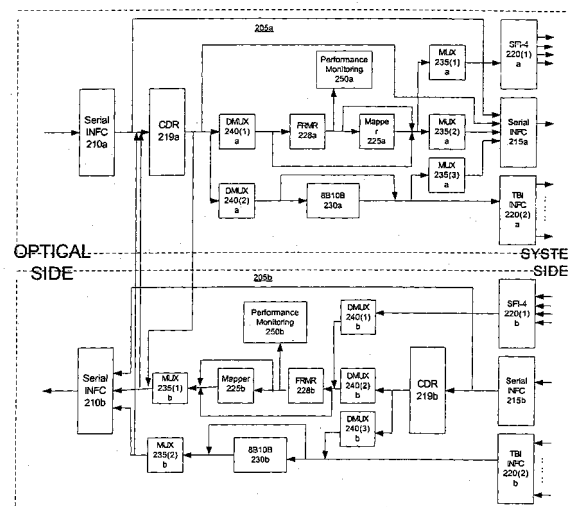 205a
Performance
Monitoring
250a
MUX
235(1)
a
SFI-4
220(1)
a
Serial
INFC
210a
CDR
219a
DMUX
240(1)
a
FRMR
228a
Mappe
r
225a
MUX
235(2)
a
Serial
INFC
215a
DMUX
240(2)
a
8B10B
230a
MUX
235(3)
a
TBI
INFC
220(2)
a
OPTICAL
SIDE
SYSTE
SIDE
205b
Performance
Monitoring
250b
DMUX
240(1)
b
SFI-4
220(1)
b
Serial
INFC
210b
MUX
235(1)
b
Mapper
225b
FRMR
228b
DMUX
240(2)
b
CDR
219b
Serial
INFC
215b
DMUX
240(3)
b
MUX
235(2)
b
8B10B
230b
TBI
INFC
220(2)
b